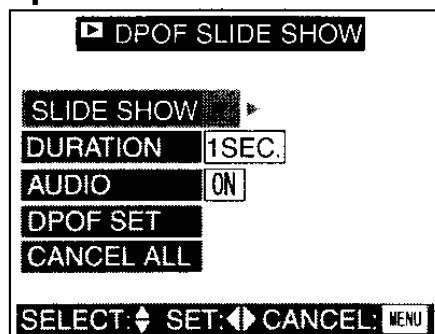 DPOF SLIDE SHOW
SLIDE SHOW
DURATION 1SEC.
AUDIO ON
DPOF SET
CANCEL ALL
SELECT: SET: CANCEL: MENU